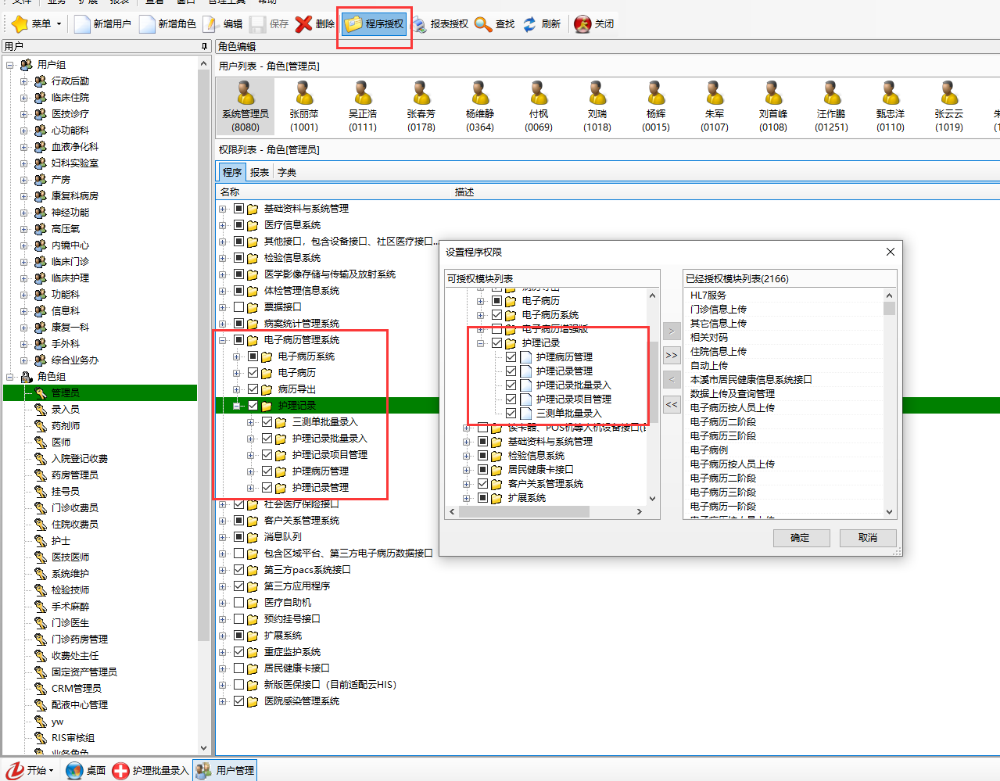 文件 业务 扩展 报表 查看 窗口 管理工具 帮助
菜单 新增用户 新增角色 编辑 保存 删除 程序授权 报表授权 查找 刷新 关闭
用户
用户组
行政后勤
临床住院
医技诊疗
心功能科
血液净化科
妇科实验室
产房
康复科病房
神经功能
高压氧
内镜中心
临床门诊
临床护理
功能科
信息科
康复一科
手外科
综合业务办
角色组
管理员
录入员
药剂师
医师
入院登记收费
药房管理员
挂号员
门诊收费员
住院收费员
护士
医技医师
系统维护
检验技师
手术麻醉
门诊医生
门诊药房管理
收费处主任
固定资产管理员
CRM管理员
配液中心管理
yw
RIS审核组
业务角色
角色编辑
用户列表 - 角色[管理员]
系统管理员 张丽萍 吴正浩 张春芳 杨维静 付枫 刘瑞 杨辉 朱军 刘首峰 汪作鹏 甄忠洋 张云云
(8080) (1001) (0111) (0178) (0364) (0069) (1018) (0015) (0107) (0108) (01251) (0110) (1019)
权限列表 - 角色[管理员]
程序 报表 字典
名称 描述
基础资料与系统管理
医疗信息系统
其他接口，包含设备接口、社区医疗接口...
检验信息系统
医学影像存储与传输及放射系统
体检管理信息系统
票据接口
病案统计管理系统
电子病历管理系统
电子病历系统
电子病历
病历导出
护理记录
三测单批量录入
护理记录批量录入
护理记录项目管理
护理病历管理
护理记录管理
社会医疗保险接口
客户关系管理系统
消息队列
包含区域平台、第三方电子病历数据接口
第三方pacs系统接口
第三方应用程序
医疗自助机
预约挂号接口
扩展系统
重症监护系统
居民健康卡接口
新版医保接口（目前适配云HIS）
医院感染管理系统
设置程序权限
可授权模块列表
病历导出
电子病历
电子病历系统
电子病历增强版
护理记录
护理病历管理
护理记录管理
护理记录批量录入
护理记录项目管理
三测单批量录入
读卡器、POS机等人机设备接口(
基础资料与系统管理
检验信息系统
居民健康卡接口
客户关系管理系统
扩展系统
>
>>
<
<<
已经授权模块列表(2166)
HL7服务
门诊信息上传
其它信息上传
相关对码
住院信息上传
自动上传
本溪市居民健康信息系统接口
数据上传及查询管理
电子病历按人员上传
电子病历二阶段
电子病历三阶段
电子病例
电子病历按人员上传
电子病历二阶段
电子病历三阶段
电子病历一阶段
电子病历按人员上传
确定 取消
开始 桌面 护理批量录入 用户管理